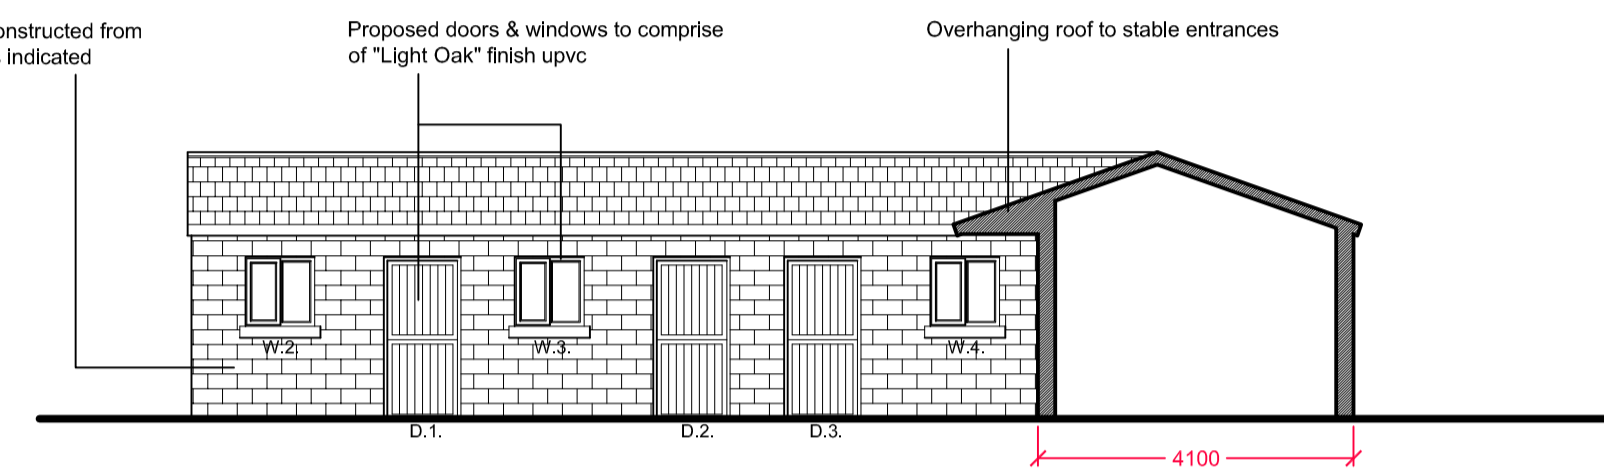 onstructed from
indicated
Proposed doors & windows to comprise
of "Light Oak" finish upvc
Overhanging roof to stable entrances
W.2.
W.3.
W.4.
D.1.
D.2.
D.3.
4100